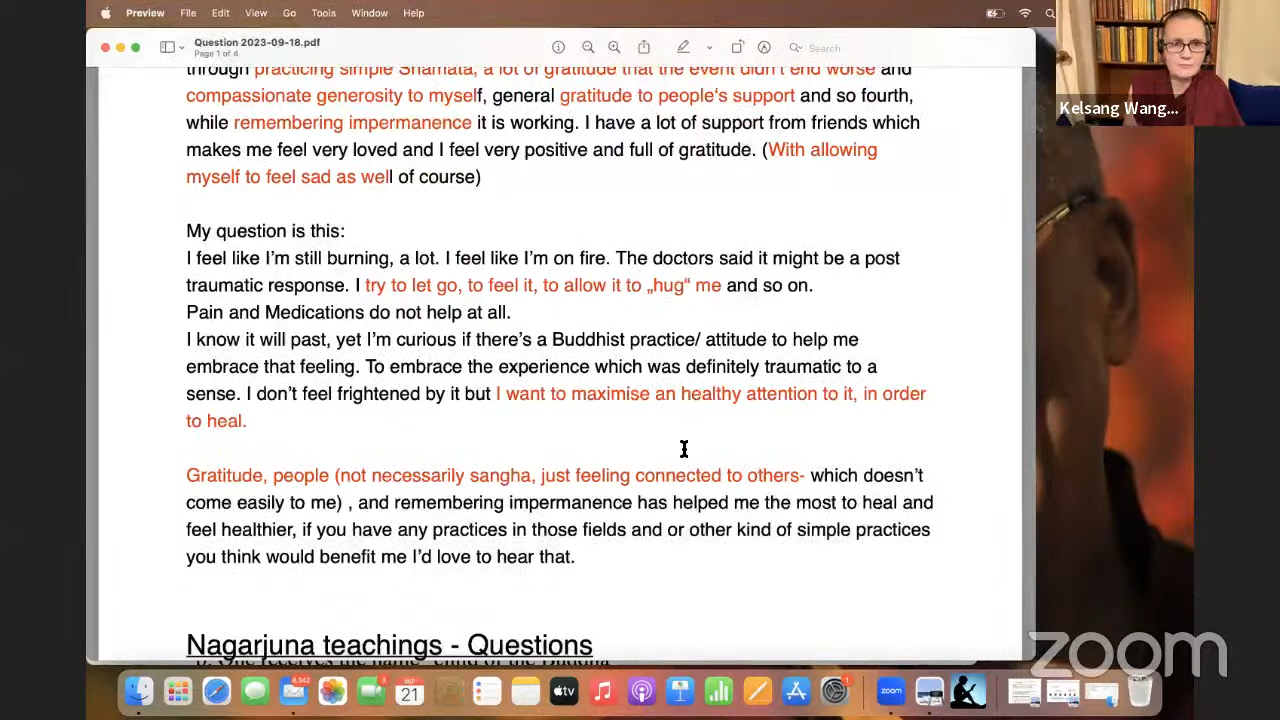 Preview File Edit View Go Tools Window Help
Question 2023-09-18.pdf
Page 1 of 4
Search
Kelsang Wang...
through practicing simple Shamata, a lot of gratitude that the event didn't end worse and
compassionate generosity to myself, general gratitude to people's support and so fourth,
while remembering impermanence it is working. I have a lot of support from friends which
makes me feel very loved and I feel very positive and full of gratitude. (With allowing
myself to feel sad as well of course)
My question is this:
I feel like I'm still burning, a lot. I feel like I'm on fire. The doctors said it might be a post
traumatic response. I try to let go, to feel it, to allow it to „hug“ me and so on.
Pain and Medications do not help at all.
I know it will past, yet I'm curious if there's a Buddhist practice/ attitude to help me
embrace that feeling. To embrace the experience which was definitely traumatic to a
sense. I don't feel frightened by it but I want to maximise an healthy attention to it, in order
to heal.
Gratitude, people (not necessarily sangha, just feeling connected to others- which doesn't
come easily to me) , and remembering impermanence has helped me the most to heal and
feel healthier, if you have any practices in those fields and or other kind of simple practices
you think would benefit me I'd love to hear that.
Nagarjuna teachings - Questions
zoom
8,342
3
SEP
21
tv
1
zoom